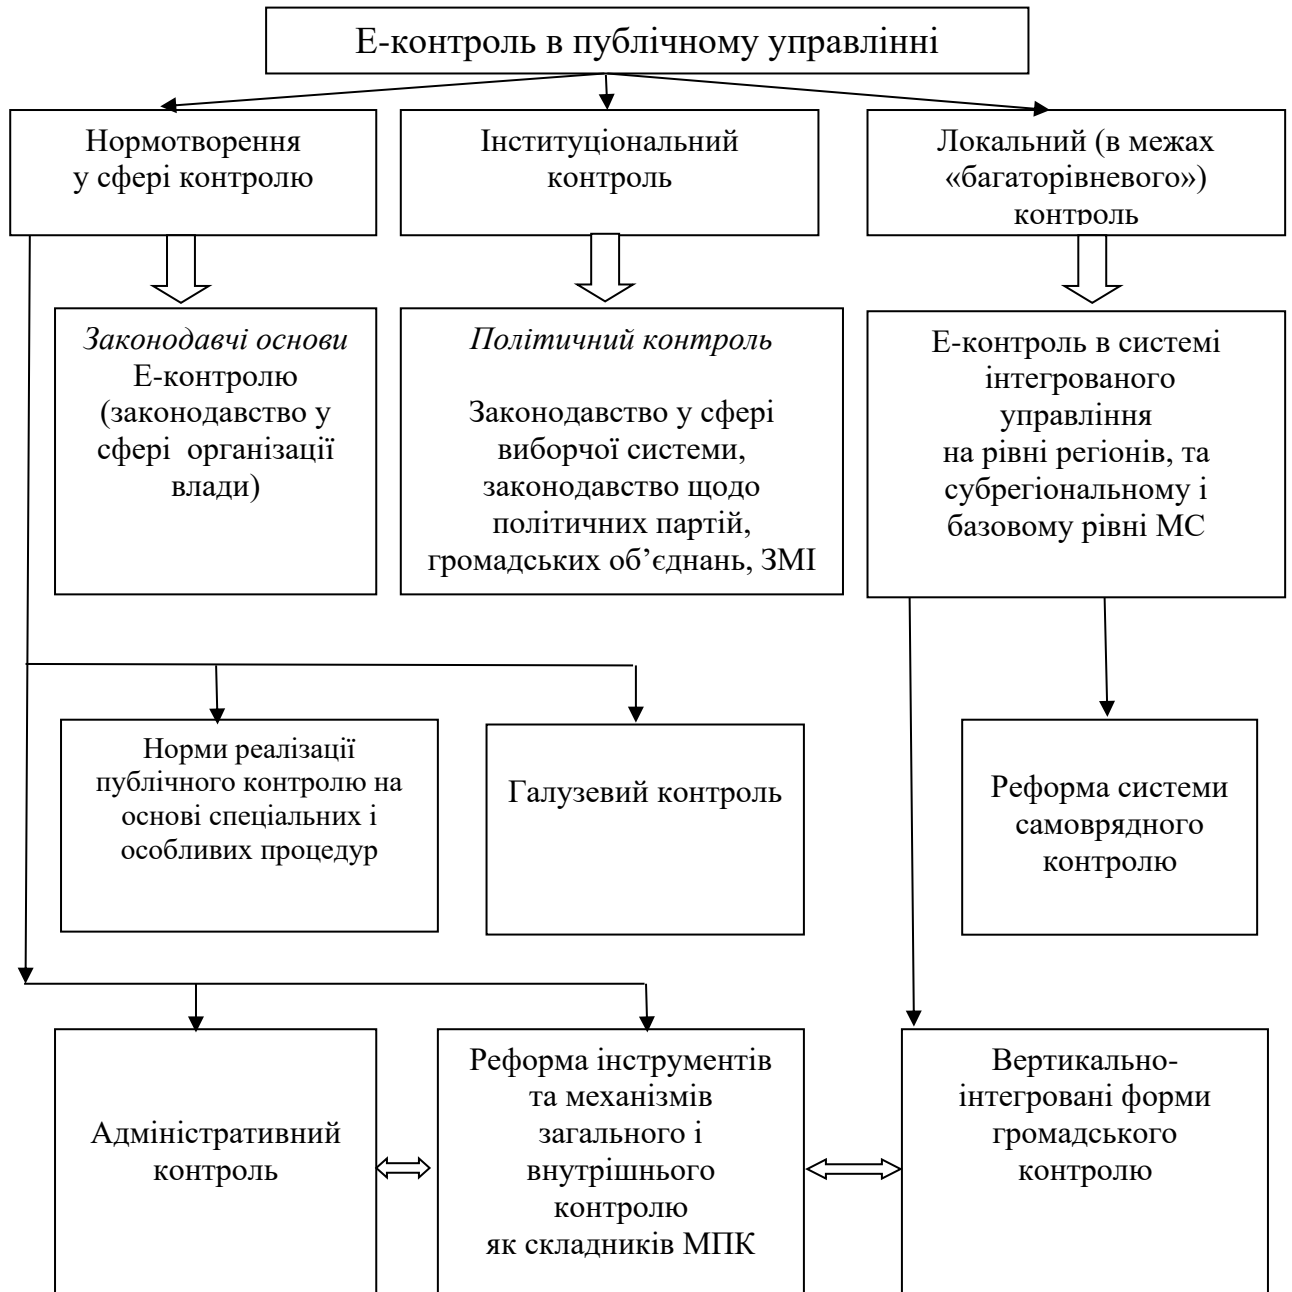 Е-контроль в публічному управлінні
Нормотворення
у сфері контролю
Інституціональний
контроль
Локальний (в межах
«багаторівневого»)
контроль
Законодавчі основи
Е-контролю
(законодавство у
сфері організації
влади)
Політичний контроль
Законодавство у сфері
виборчої системи,
законодавство щодо
політичних партій,
громадських об’єднань, ЗМІ
Е-контроль в системі
інтегрованого
управління
на рівні регіонів, та
субрегіональному і
базовому рівні МС
Норми реалізації
публічного контролю на
основі спеціальних і
особливих процедур
Галузевий контроль
Реформа системи
самоврядного
контролю
Адміністративний
контроль
Реформа інструментів
та механізмів
загального і
внутрішнього
контролю
як складників МПК
Вертикально-
інтегровані форми
громадського
контролю